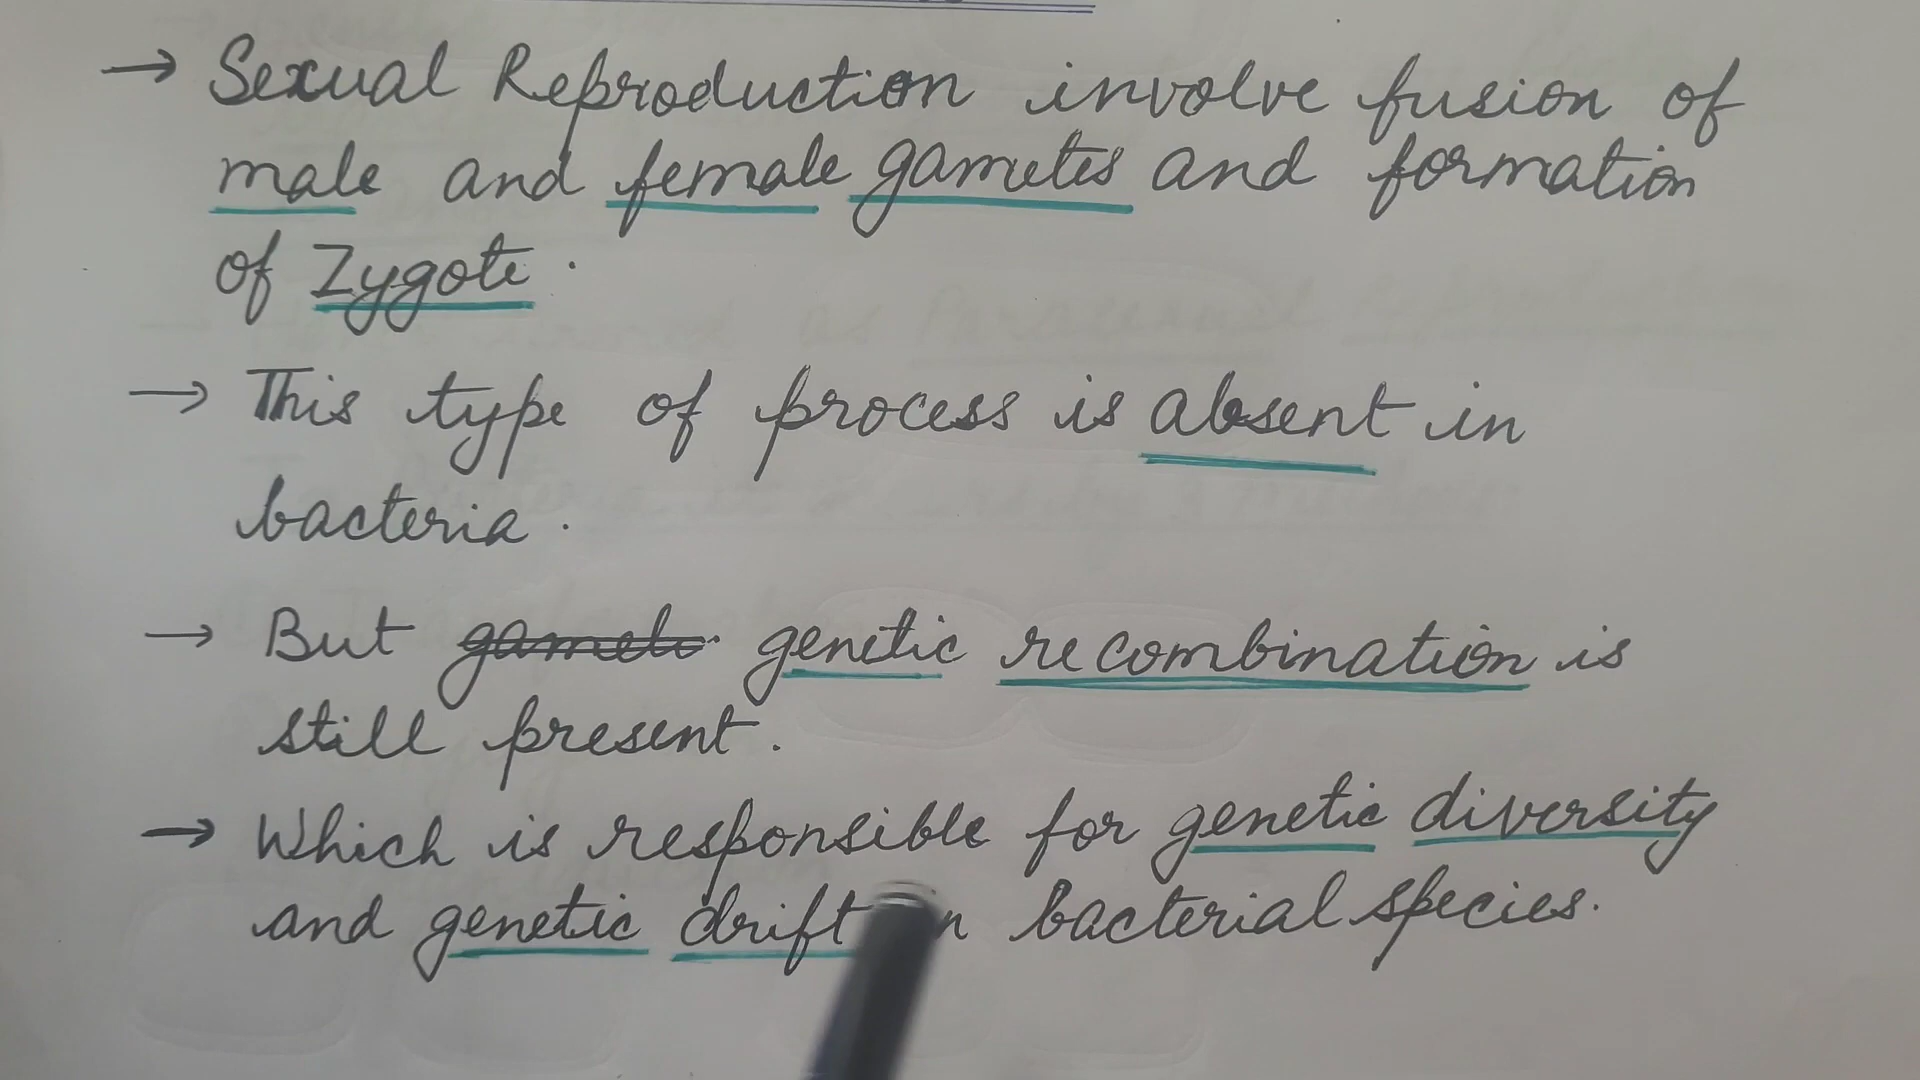 → Sexual Reproduction involve fusion of
male and female gametes and formation
of Zygote.
→ This type of process is absent in
bacteria.
→ But genetic recombination is
still present.
→ Which is responsible for genetic diversity
and genetic drift bacterial species.